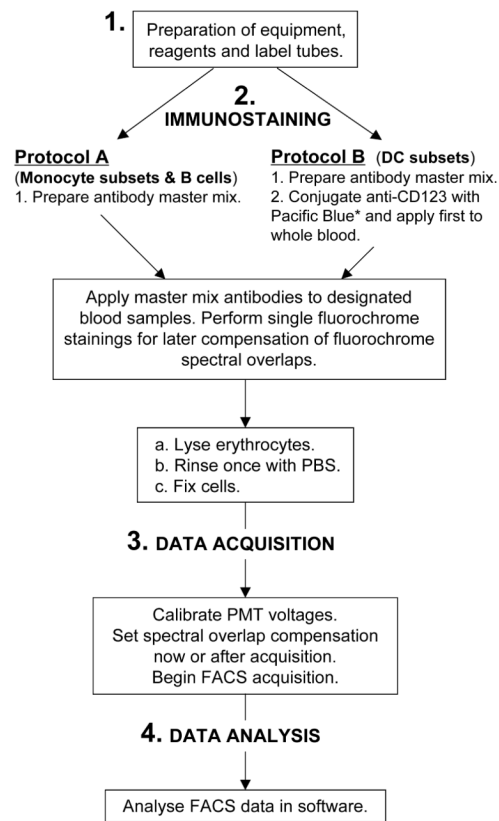 1. Preparation of equipment,
reagents and label tubes.
2.
IMMUNOSTAINING
Protocol A
(Monocyte subsets & B cells)
1. Prepare antibody master mix.
Protocol B (DC subsets)
1. Prepare antibody master mix.
2. Conjugate anti-CD123 with
Pacific Blue* and apply first to
whole blood.
Apply master mix antibodies to designated
blood samples. Perform single fluorochrome
stainings for later compensation of fluorochrome
spectral overlaps.
a. Lyse erythrocytes.
b. Rinse once with PBS.
c. Fix cells.
3. DATA ACQUISITION
Calibrate PMT voltages.
Set spectral overlap compensation
now or after acquisition.
Begin FACS acquisition.
4. DATA ANALYSIS
Analyse FACS data in software.